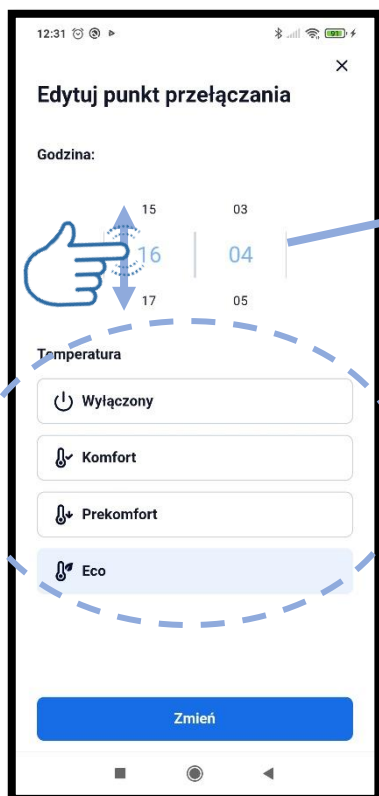 12:31
91
Edytuj punkt przełączania
Godzina:
15 03
16 04
17 05
Temperatura
Wyłączony
Komfort
Prekomfort
Eco
Zmień